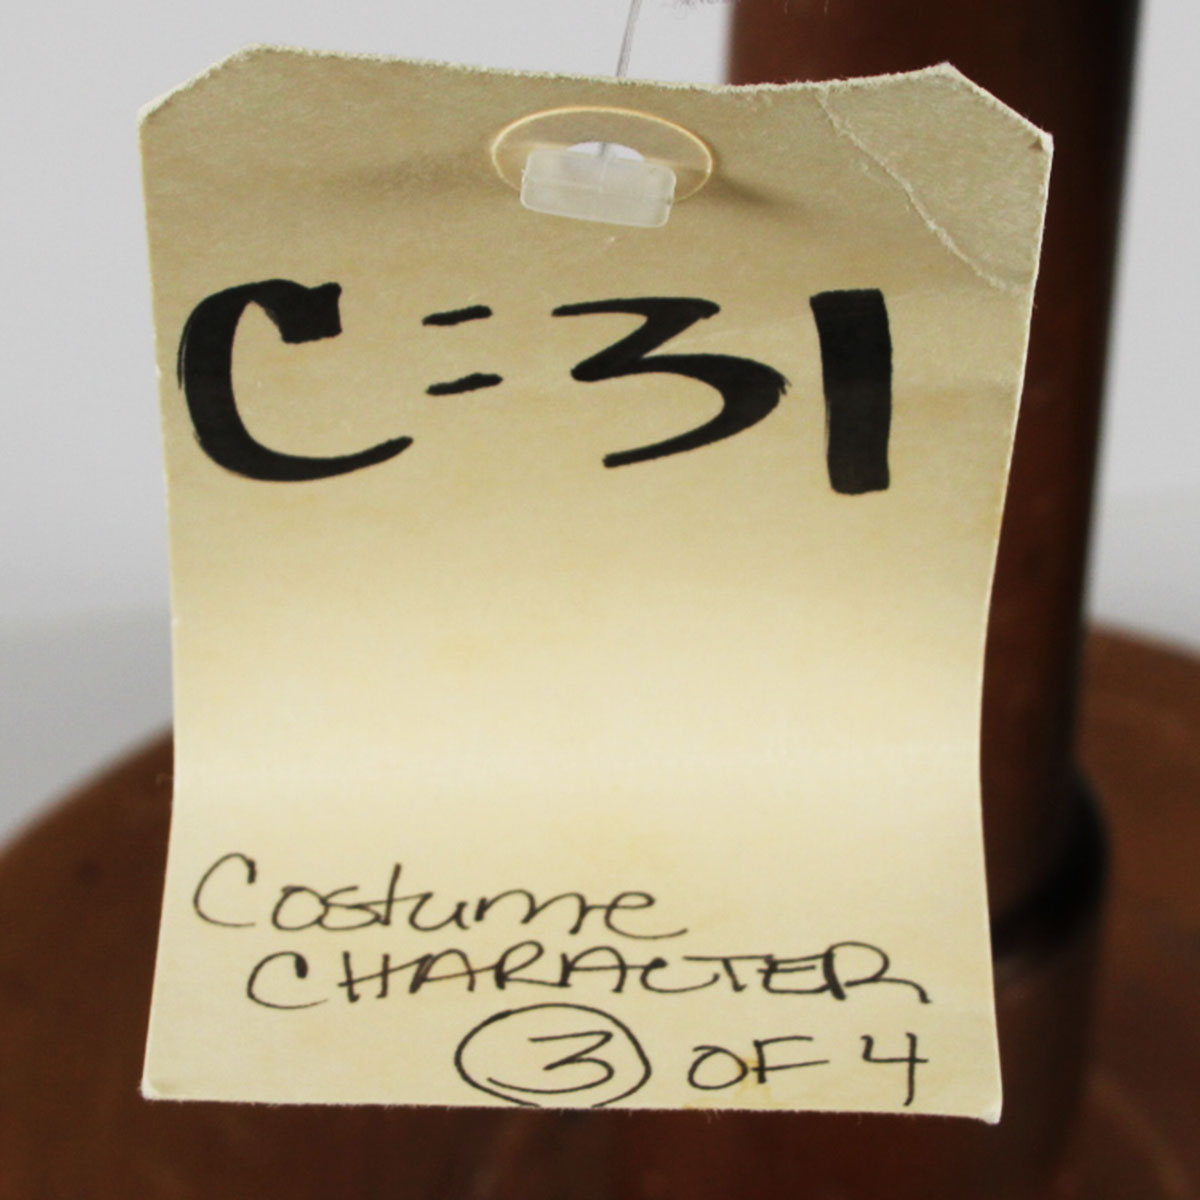 C=31
Costume
CHARACTER
3 OF 4